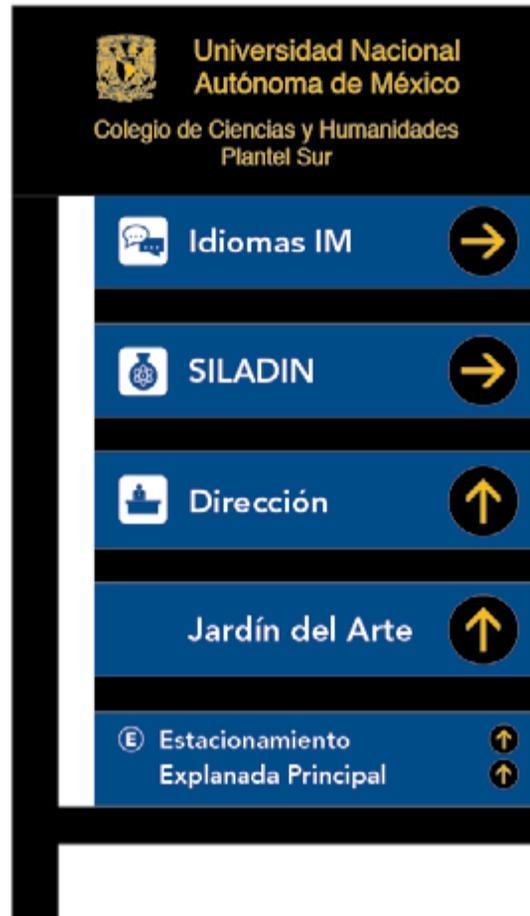 Universidad Nacional
Autónoma de México
Colegio de Ciencias y Humanidades
Plantel Sur
Idiomas IM
SILADIN
Dirección
Jardín del Arte
E Estacionamiento
Explanada Principal